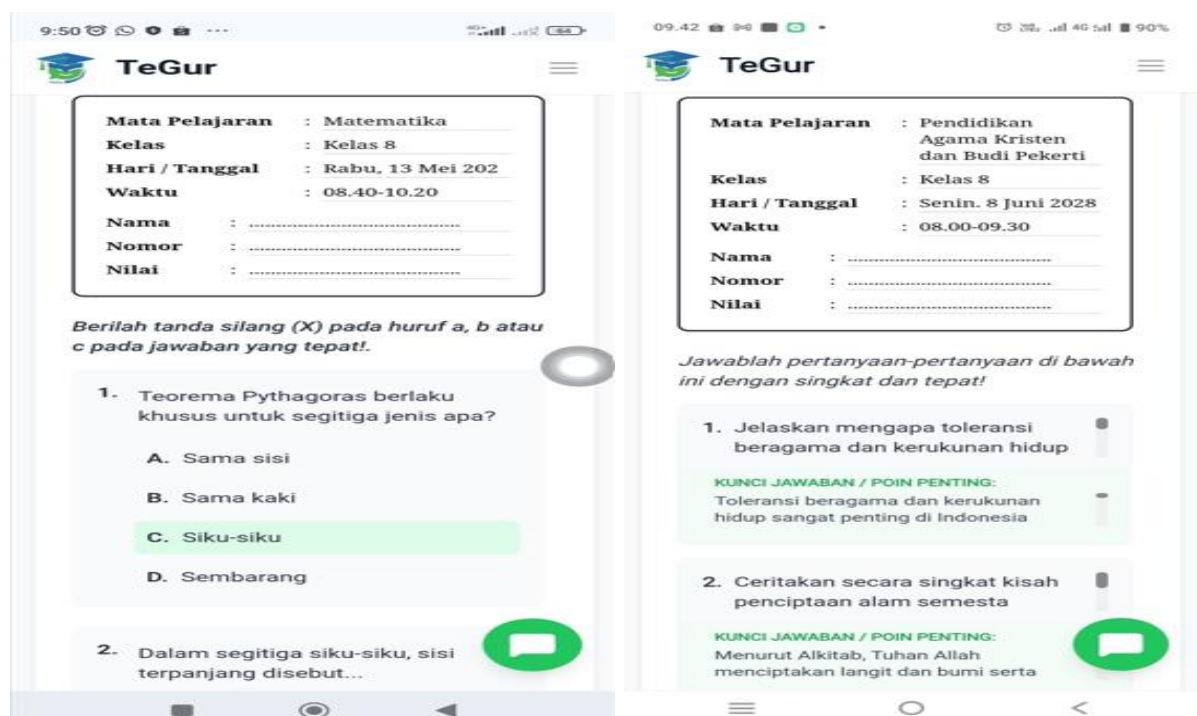 9:50
64
TeGur
Mata Pelajaran : Matematika
Kelas : Kelas 8
Hari / Tanggal : Rabu, 13 Mei 202
Waktu : 08.40-10.20
Nama : ....................................
Nomor : ....................................
Nilai : ....................................
Berilah tanda silang (X) pada huruf a, b atau
c pada jawaban yang tepat!.
1. Teorema Pythagoras berlaku
khusus untuk segitiga jenis apa?
A. Sama sisi
B. Sama kaki
C. Siku-siku
D. Sembarang
2. Dalam segitiga siku-siku, sisi
terpanjang disebut...
09.42
4G
90%
TeGur
Mata Pelajaran : Pendidikan
Agama Kristen
dan Budi Pekerti
Kelas : Kelas 8
Hari / Tanggal : Senin. 8 Juni 2028
Waktu : 08.00-09.30
Nama : ....................................
Nomor : ....................................
Nilai : ....................................
Jawablah pertanyaan-pertanyaan di bawah
ini dengan singkat dan tepat!
1. Jelaskan mengapa toleransi
beragama dan kerukunan hidup
KUNCI JAWABAN / POIN PENTING:
Toleransi beragama dan kerukunan
hidup sangat penting di Indonesia
2. Ceritakan secara singkat kisah
penciptaan alam semesta
KUNCI JAWABAN / POIN PENTING:
Menurut Alkitab, Tuhan Allah
menciptakan langit dan bumi serta